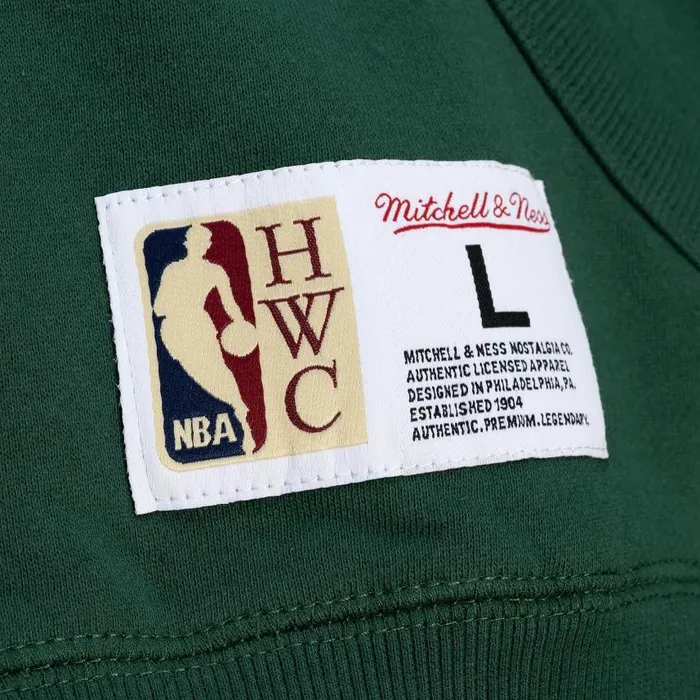 NBA
H
W
C
Mitchell & Ness
L
MITCHELL & NESS NOSTALGIA CO.
AUTHENTIC LICENSED APPAREL
DESIGNED IN PHILADELPHIA, PA.
ESTABLISHED 1904
AUTHENTIC. PREMIUM. LEGENDARY.